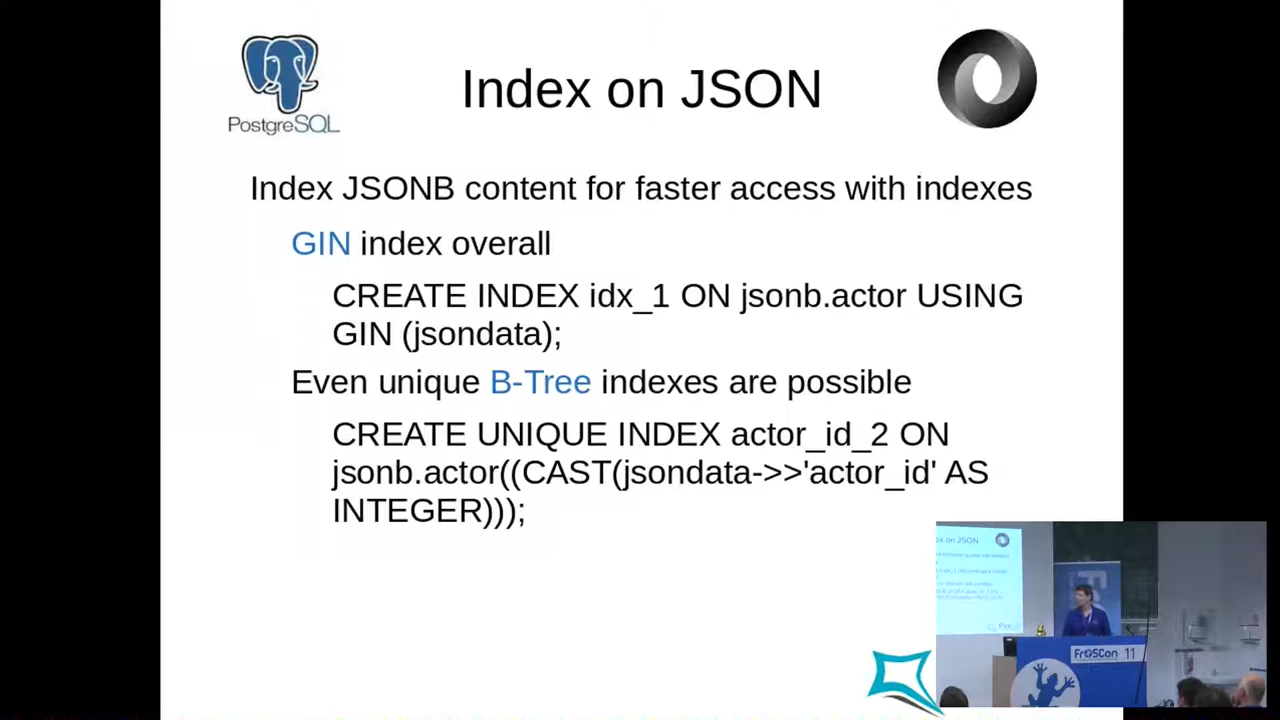 PostgreSQL
Index on JSON
Index JSONB content for faster access with indexes
GIN index overall
CREATE INDEX idx_1 ON jsonb.actor USING
GIN (jsondata);
Even unique B-Tree indexes are possible
CREATE UNIQUE INDEX actor_id_2 ON
jsonb.actor((CAST(jsondata->>'actor_id' AS
INTEGER)));
FrOSCon 11